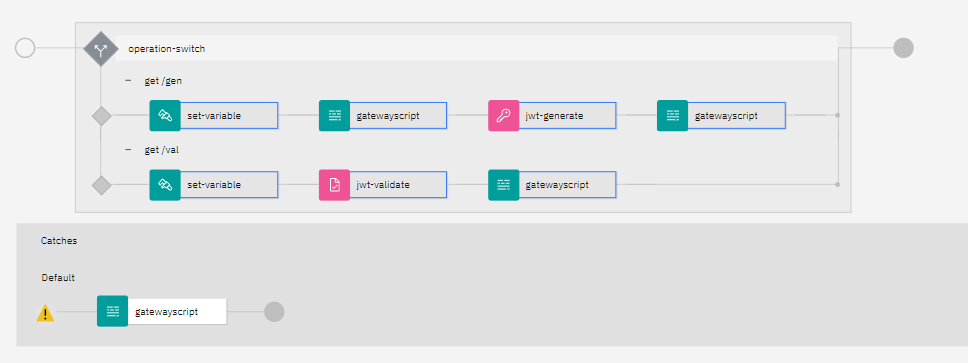 operation-switch
get /gen
set-variable gatewayscript jwt-generate gatewayscript
get /val
set-variable jwt-validate gatewayscript
Catches
Default
gatewayscript